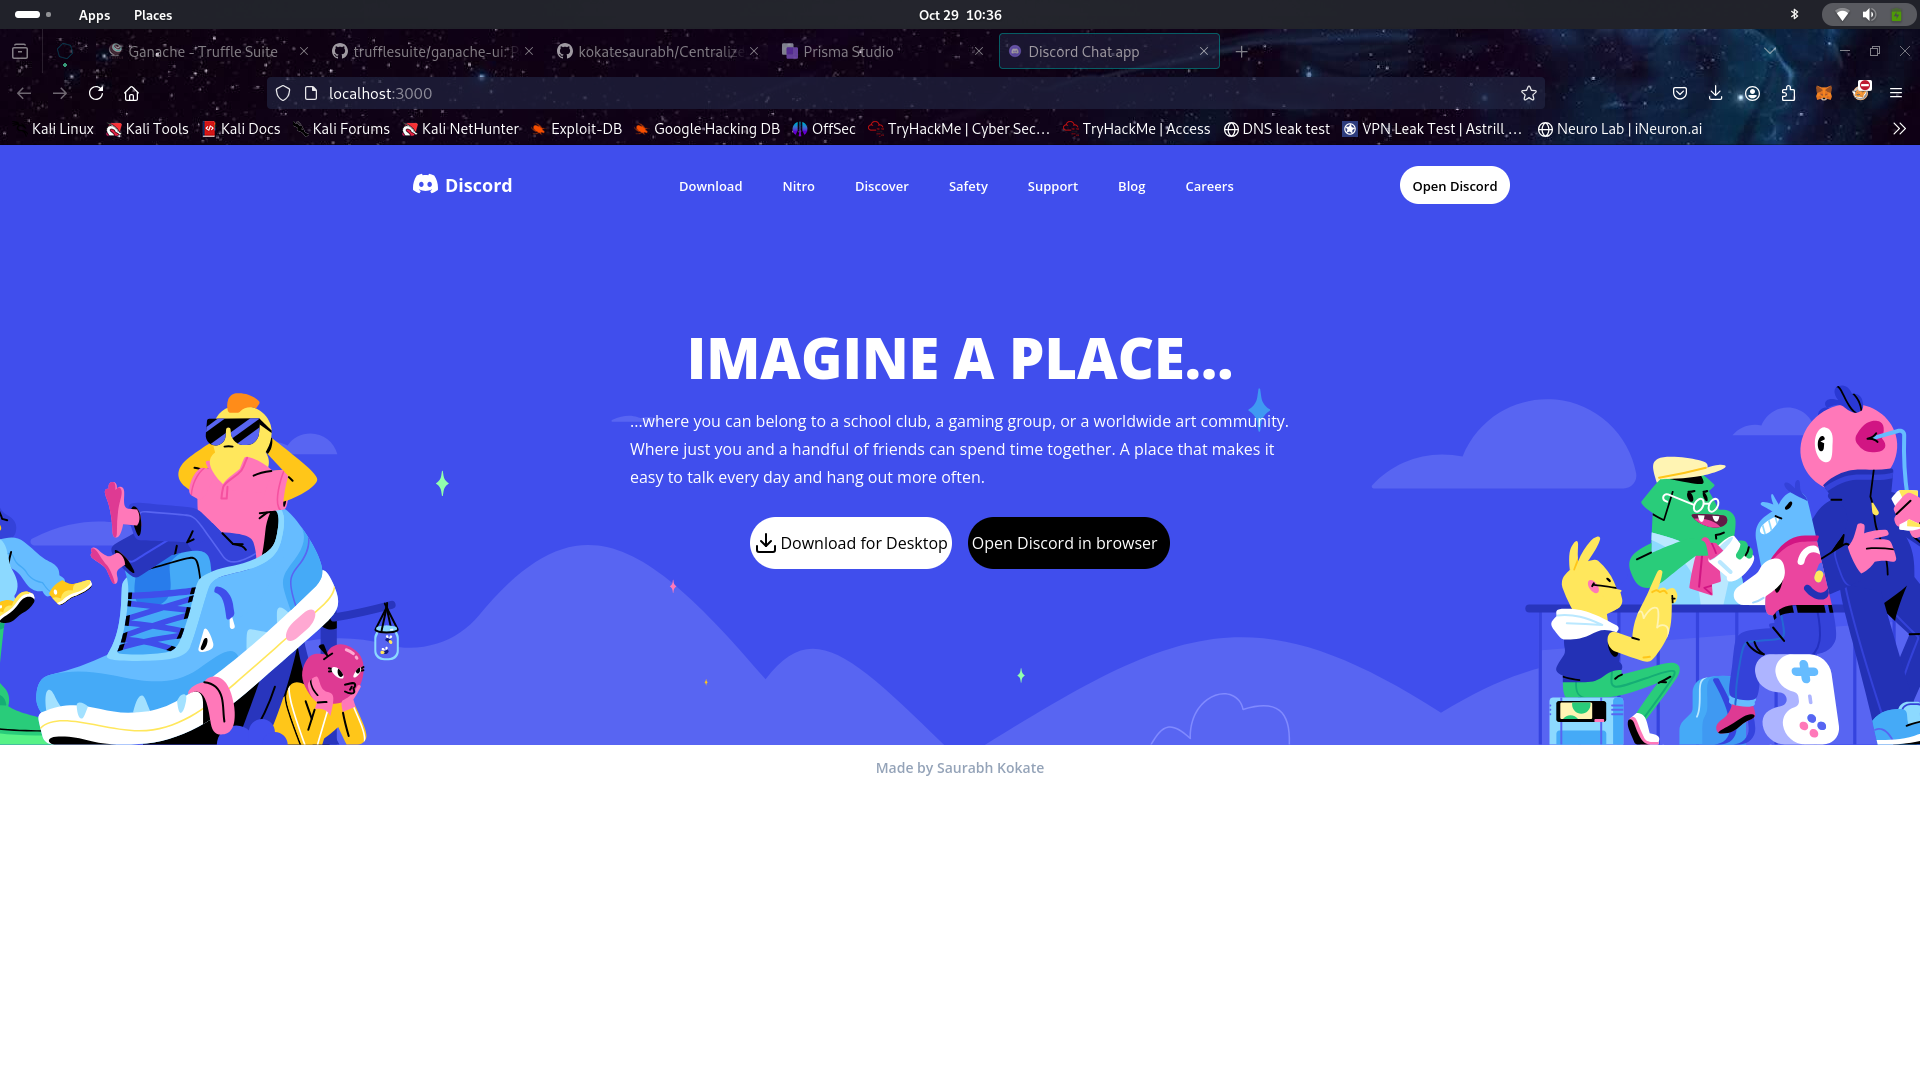 Apps Places Oct 29 10:36
Ganache - Truffle Suite trufflesuite/ganache-ui: P kokatesaurabh/Centralize Prisma Studio Discord Chat app
localhost:3000
Kali Linux Kali Tools Kali Docs Kali Forums Kali NetHunter Exploit-DB Google Hacking DB OffSec TryHackMe | Cyber Sec… TryHackMe | Access DNS leak test VPN Leak Test | Astrill … Neuro Lab | iNeuron.ai
Discord Download Nitro Discover Safety Support Blog Careers Open Discord
IMAGINE A PLACE...
...where you can belong to a school club, a gaming group, or a worldwide art community.
Where just you and a handful of friends can spend time together. A place that makes it
easy to talk every day and hang out more often.
Download for Desktop Open Discord in browser
Made by Saurabh Kokate